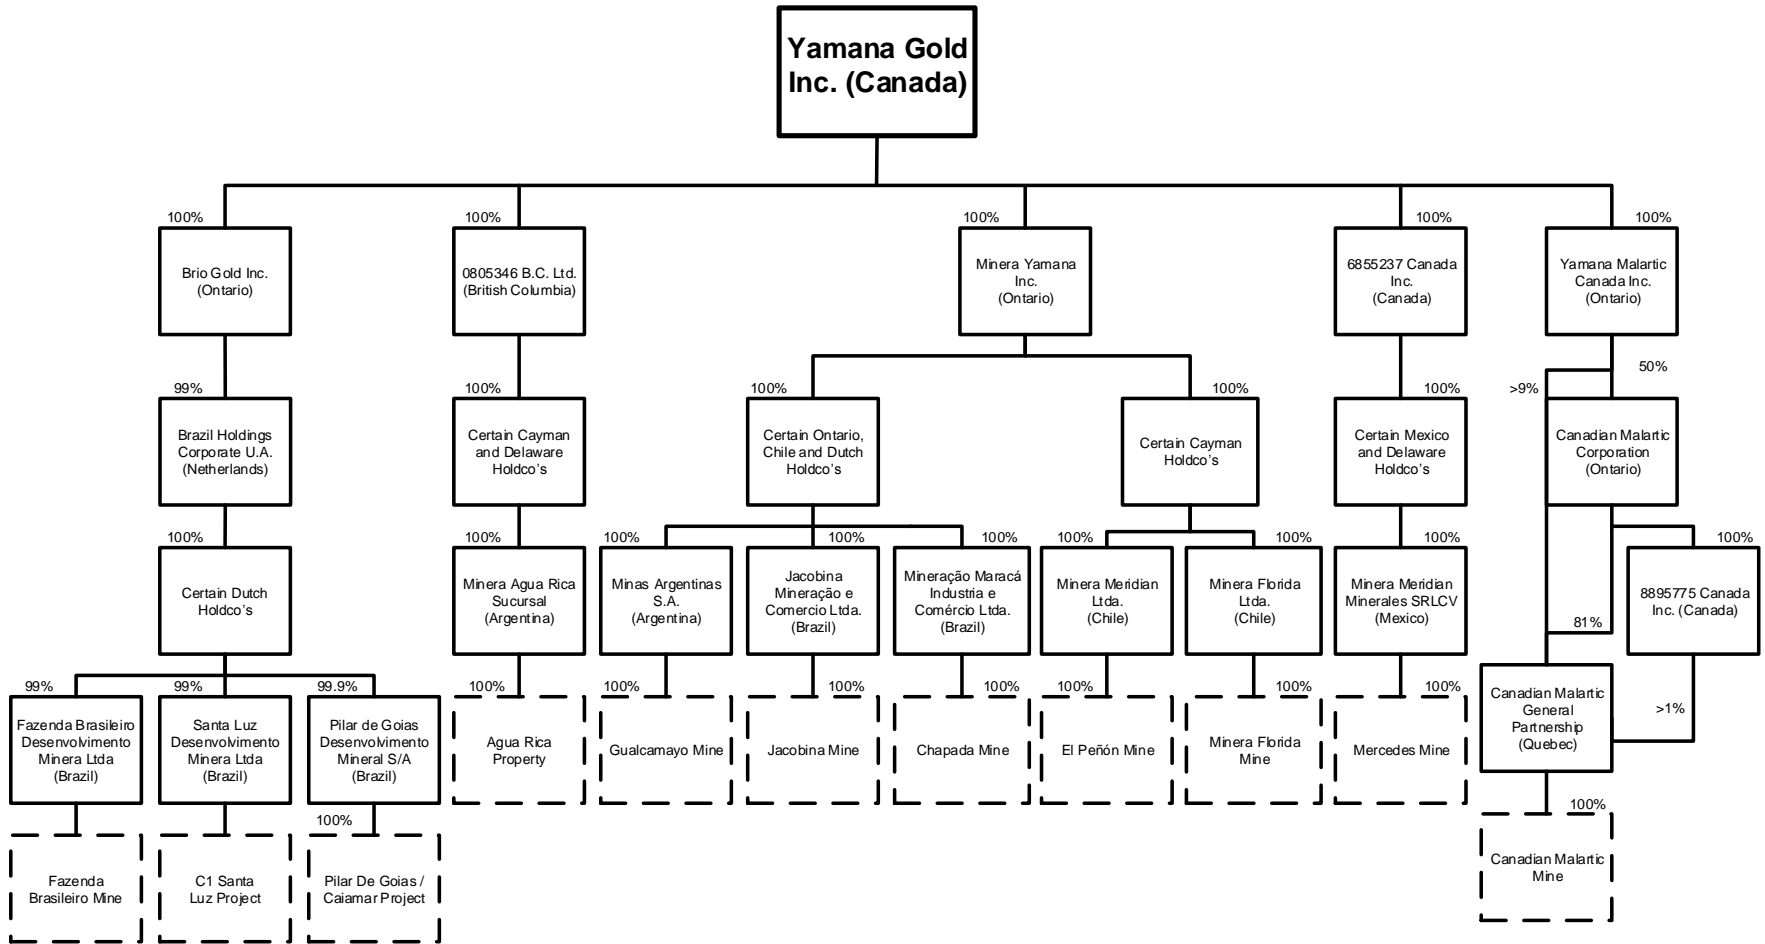 Yamana Gold
Inc. (Canada)
100%
100%
100%
100%
100%
Brio Gold Inc.
(Ontario)
0805346 B.C. Ltd.
(British Columbia)
Minera Yamana
Inc.
(Ontario)
6855237 Canada
Inc.
(Canada)
Yamana Malartic
Canada Inc.
(Ontario)
99%
100%
100%
100%
100%
>9%
50%
Brazil Holdings
Corporate U.A.
(Netherlands)
Certain Cayman
and Delaware
Holdco's
Certain Ontario,
Chile and Dutch
Holdco's
Certain Cayman
Holdco's
Certain Mexico
and Delaware
Holdco's
Canadian Malartic
Corporation
(Ontario)
100%
100%
100%
100%
100%
100%
100%
100%
100%
Certain Dutch
Holdco's
Minera Agua Rica
Sucursal
(Argentina)
Minas Argentinas
S.A.
(Argentina)
Jacobina
Mineração e
Comercio Ltda.
(Brazil)
Mineração Maracá
Industria e
Comércio Ltda.
(Brazil)
Minera Meridian
Ltda.
(Chile)
Minera Florida
Ltda.
(Chile)
Minera Meridian
Minerales SRLCV
(Mexico)
8895775 Canada
Inc. (Canada)
81%
99%
99%
99.9%
100%
100%
100%
100%
100%
100%
100%
>1%
Fazenda Brasileiro
Desenvolvimento
Minera Ltda
(Brazil)
Santa Luz
Desenvolvimento
Minera Ltda
(Brazil)
Pilar de Goias
Desenvolvimento
Mineral S/A
(Brazil)
Agua Rica
Property
Gualcamayo Mine
Jacobina Mine
Chapada Mine
El Peñón Mine
Minera Florida
Mine
Mercedes Mine
Canadian Malartic
General
Partnership
(Quebec)
100%
100%
Fazenda
Brasileiro Mine
C1 Santa
Luz Project
Pilar De Goias /
Caiamar Project
Canadian Malartic
Mine